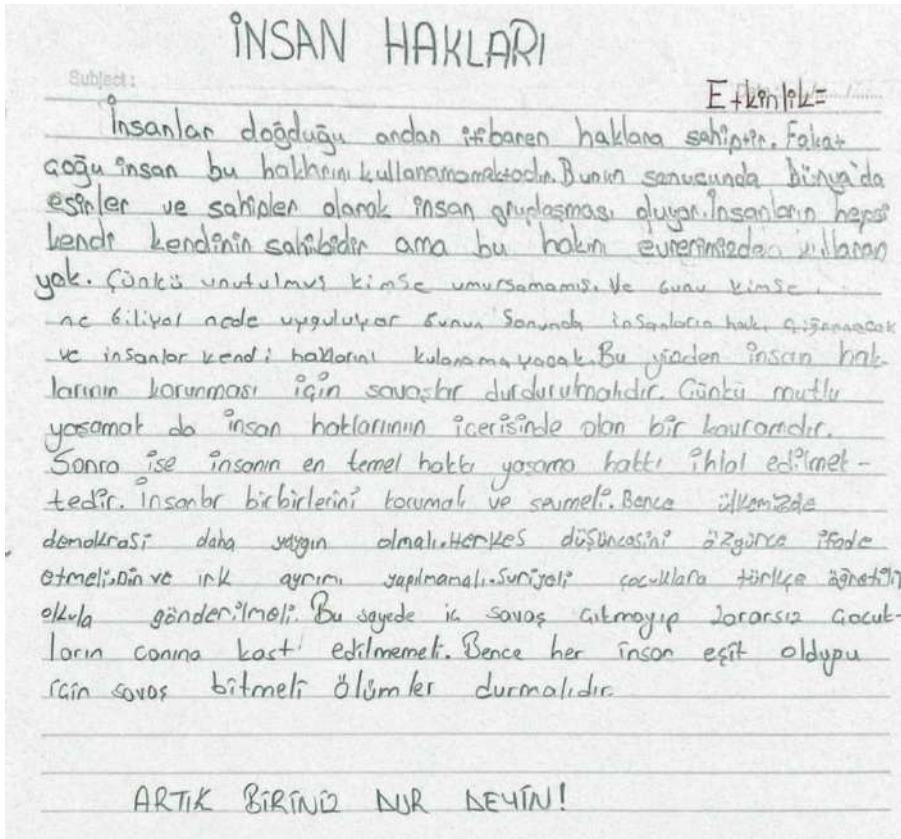 İNSAN HAKLARI
Subject:
Etkinlik=
İnsanlar doğduğu andan itibaren haklara sahiptir. Fakat
çoğu insan bu haklarını kullanamamaktadır. Bunun sonucunda Dünya'da
esirler ve sahipler olarak insan gruplaşması oluyor. İnsanların hepsi
kendi kendinin sahibidir ama bu hakını evrenimizden kullanan
yok. Çünkü unutulmuş kimse umursamamış. Ve bunu kimse
ne biliyor nede uyguluyor bunun sonunda insanların hakı çiğnenecek
ve insanlar kendi haklarını kulanamayacak. Bu yüzden insan hak-
larının korunması için savaşlar durdurulmalıdır. Çünkü mutlu
yaşamak da insan haklarının içerisinde olan bir kavramdır.
Sonra ise insanın en temel hakkı yaşama hakkı ihlal edilmek-
tedir. İnsanlar birbirlerini korumalı ve sevmeli. Bence ülkemizde
demokrasi daha yaygın olmalı. Herkes düşüncesini özgürce ifade
etmeli. Din ve ırk ayrımı yapılmamalı. Suriyeli çocuklara türkçe öğretilip
okula gönderilmeli. Bu sayede iç savaş çıkmayıp zararsız çocuk-
ların canına kast edilmemeli. Bence her insan eşit olduğu
için savaş bitmeli ölümler durmalıdır.
ARTIK BİRİNİZ DUR DEYİN!